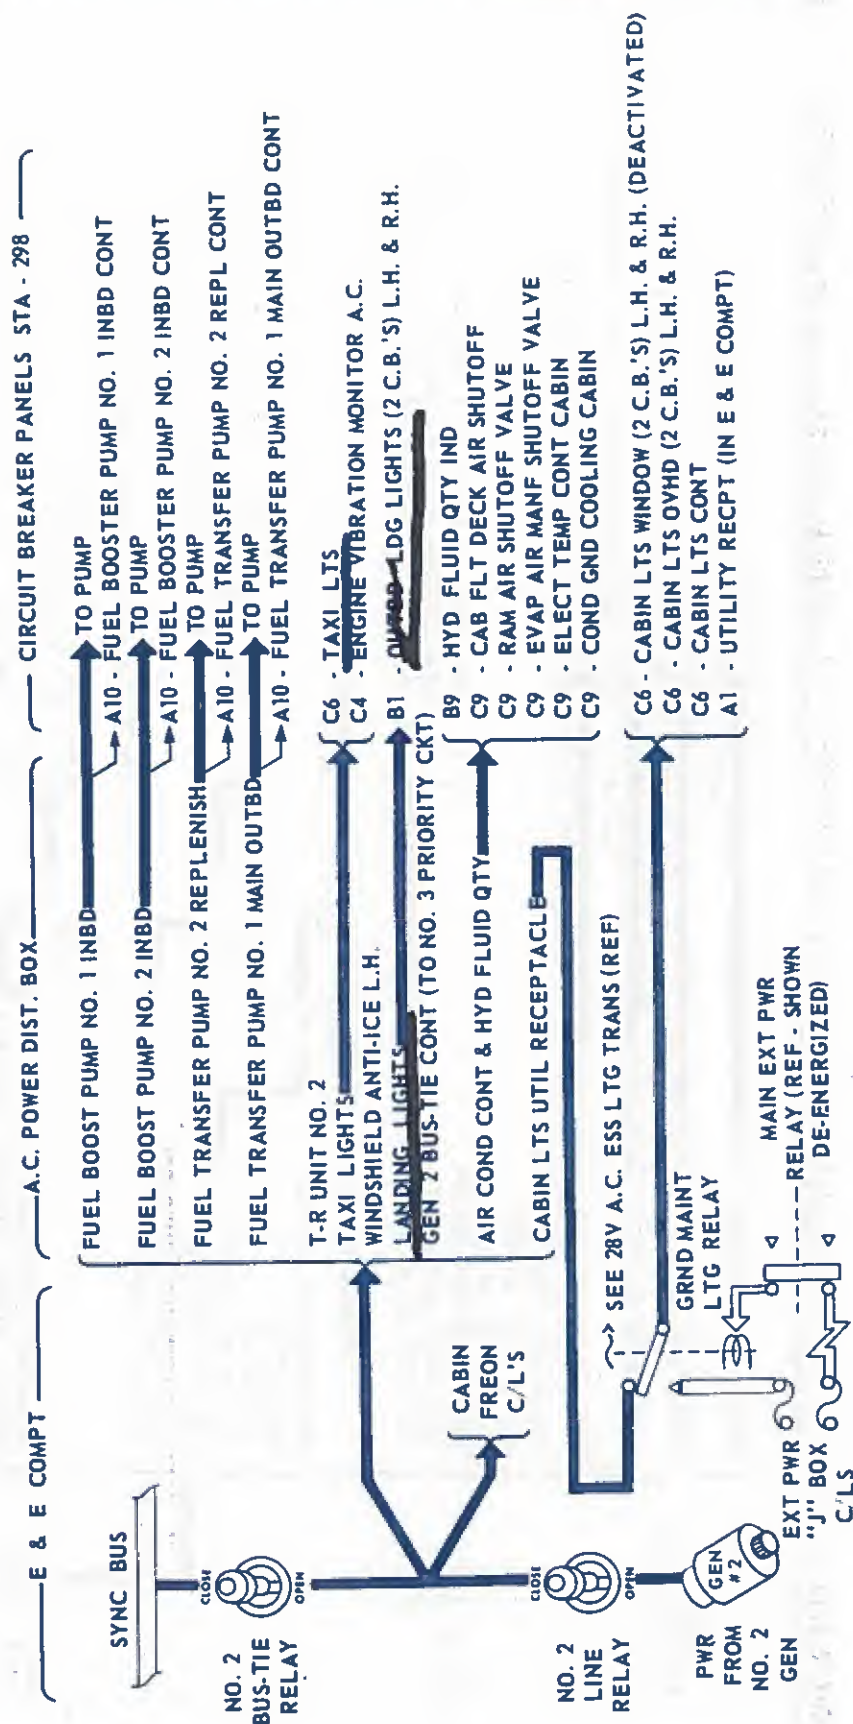 E & E COMPT
A.C. POWER DIST. BOX
CIRCUIT BREAKER PANELS STA - 298
SYNC BUS
CLOSE
OPEN
NO. 2
BUS-TIE
RELAY
CLOSE
OPEN
NO. 2
LINE
RELAY
GEN
#2
PWR
FROM
NO. 2
GEN
CABIN
FREON
C/L'S
FUEL BOOST PUMP NO. 1 INBD
TO PUMP
A10 - FUEL BOOSTER PUMP NO. 1 INBD CONT
FUEL BOOST PUMP NO. 2 INBD
TO PUMP
A10 - FUEL BOOSTER PUMP NO. 2 INBD CONT
FUEL TRANSFER PUMP NO. 2 REPLENISH
TO PUMP
A10 - FUEL TRANSFER PUMP NO. 2 REPL CONT
FUEL TRANSFER PUMP NO. 1 MAIN OUTBD
TO PUMP
A10 - FUEL TRANSFER PUMP NO. 1 MAIN OUTBD CONT
T-R UNIT NO. 2
TAXI LIGHTS
C6 - TAXI LTS
C4 - ENGINE VIBRATION MONITOR A.C.
WINDSHIELD ANTI-ICE L.H.
LANDING LIGHTS
B1 - OUTBD LDG LIGHTS (2 C.B.'S) L.H. & R.H.
GEN 2 BUS-TIE CONT (TO NO. 3 PRIORITY CKT)
AIR COND CONT & HYD FLUID QTY
B9 - HYD FLUID QTY IND
C9 - CAB FLT DECK AIR SHUTOFF
C9 - RAM AIR SHUTOFF VALVE
C9 - EVAP AIR MANF SHUTOFF VALVE
C9 - ELECT TEMP CONT CABIN
C9 - COND GND COOLING CABIN
CABIN LTS UTIL RECEPTACLE
SEE 28V A.C. ESS LTG TRANS (REF)
C6 - CABIN LTS WINDOW (2 C.B.'S) L.H. & R.H. (DEACTIVATED)
C6 - CABIN LTS OVHD (2 C.B.'S) L.H. & R.H.
C6 - CABIN LTS CONT
A1 - UTILITY RECPT (IN E & E COMPT)
GRND MAINT
LTG RELAY
MAIN EXT PWR
RELAY (REF - SHOWN
DE-ENERGIZED)
EXT PWR
"J" BOX
C/LS